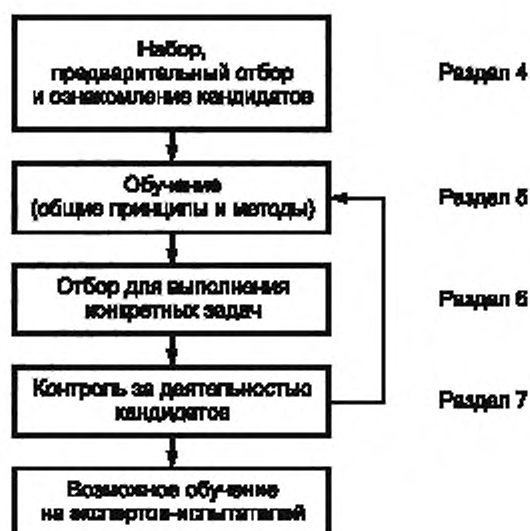 Набор,
предварительный отбор
и ознакомление кандидатов
Раздел 4
Обучение
(общие принципы и методы)
Раздел 5
Отбор для выполнения
конкретных задач
Раздел 6
Контроль за деятельностью
кандидатов
Раздел 7
Возможное обучение
на экспертов-испытателей